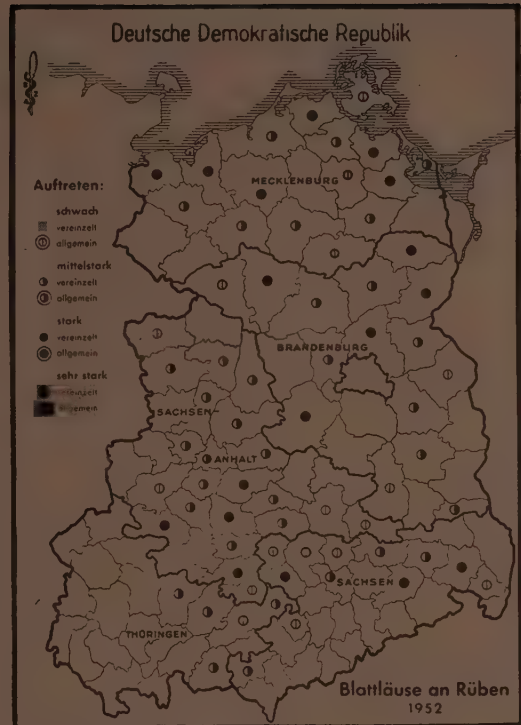 Deutsche Demokratische Republik
MECKLENBURG
Auftreten:
schwach
vereinzelt
allgemein
mittelstark
vereinzelt
allgemein
stark
vereinzelt
allgemein
sehr stark
BRANDENBURG
SACHSEN-
ANHALT
SACHSEN
THÜRINGEN
Blattläuse an Rüben
1952